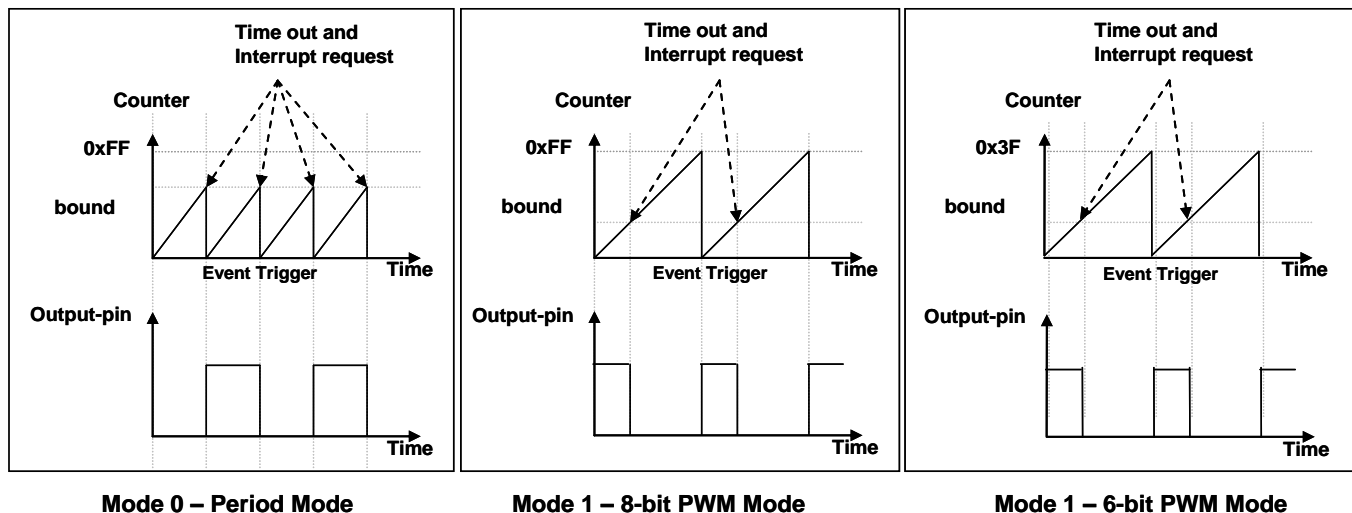 Time out and
Interrupt request
Counter
0xFF
bound
Event Trigger
Time
Output-pin
Time
Mode 0 – Period Mode
Time out and
Interrupt request
Counter
0xFF
bound
Event Trigger
Time
Output-pin
Time
Mode 1 – 8-bit PWM Mode
Time out and
Interrupt request
Counter
0x3F
bound
Event Trigger
Time
Output-pin
Time
Mode 1 – 6-bit PWM Mode